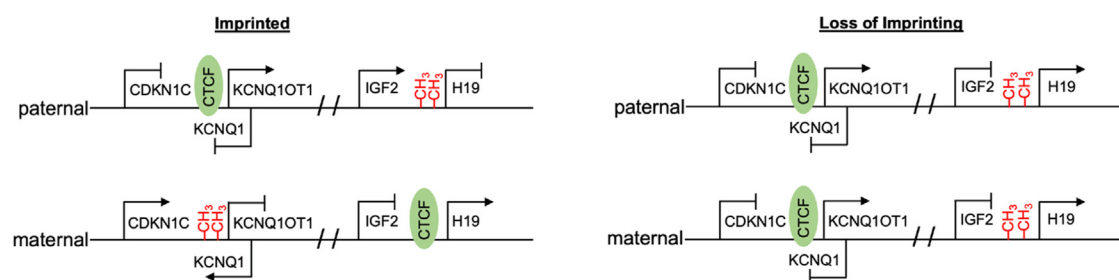 Imprinted
Loss of Imprinting
paternal
CDKN1C
CTCF
KCNQ1OT1
KCNQ1
IGF2
CH3
CH3
H19
maternal
CDKN1C
CH3
CH3
KCNQ1OT1
KCNQ1
IGF2
CTCF
H19
paternal
CDKN1C
CTCF
KCNQ1OT1
KCNQ1
IGF2
CH3
CH3
H19
maternal
CDKN1C
CTCF
KCNQ1OT1
KCNQ1
IGF2
CH3
CH3
H19